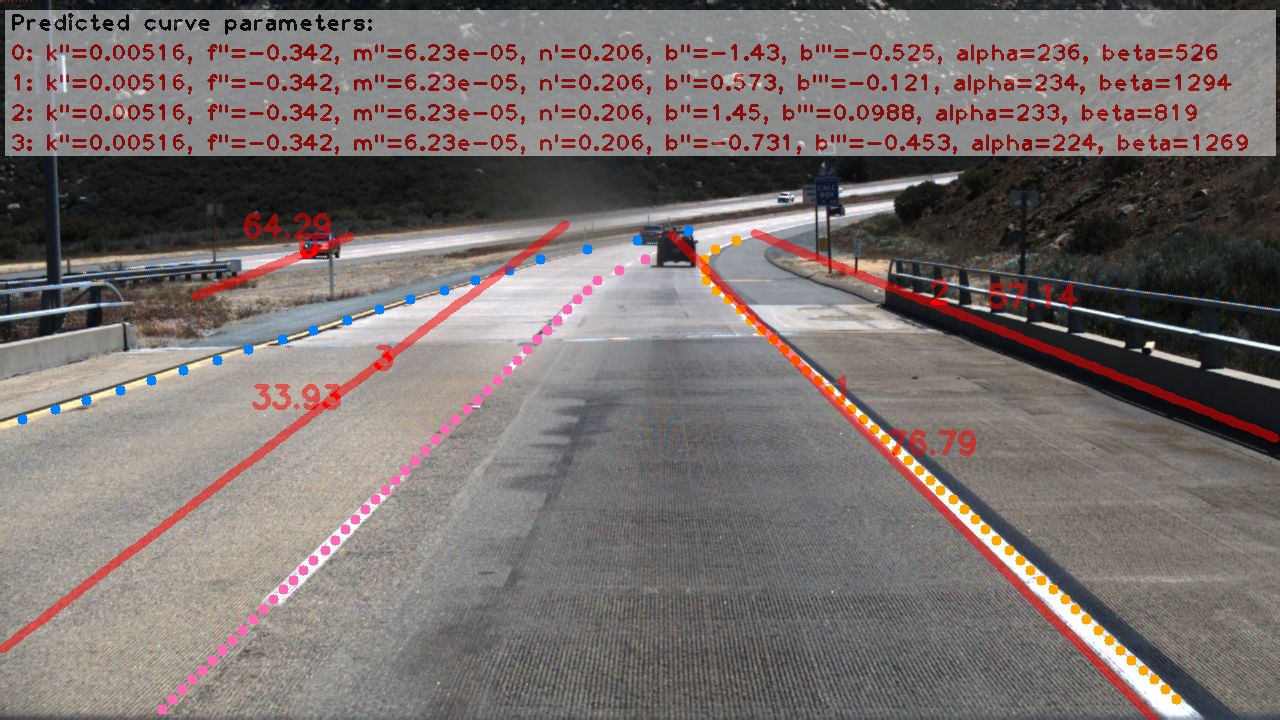 Predicted curve parameters:
0: k''=0.00516, f''=-0.342, m''=6.23e-05, n'=0.206, b''=-1.43, b'''=-0.525, alpha=236, beta=526
1: k''=0.00516, f''=-0.342, m''=6.23e-05, n'=0.206, b''=0.573, b'''=-0.121, alpha=234, beta=1294
2: k''=0.00516, f''=-0.342, m''=6.23e-05, n'=0.206, b''=1.45, b'''=0.0988, alpha=233, beta=819
3: k''=0.00516, f''=-0.342, m''=6.23e-05, n'=0.206, b''=-0.731, b'''=-0.453, alpha=224, beta=1269
CALL
BOX
64.29
0
2 57.14
3
33.93
1
76.79